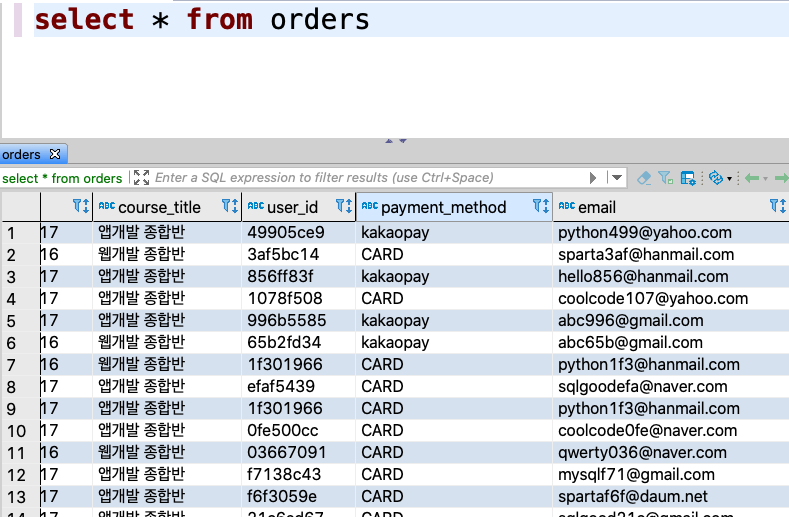 select * from orders
orders
select * from orders Enter a SQL expression to filter results (use Ctrl+Space)
ABC course_title ABC user_id ABC payment_method ABC email
1 17 앱개발 종합반 49905ce9 kakaopay python499@yahoo.com
2 16 웹개발 종합반 3af5bc14 CARD sparta3af@hanmail.com
3 17 앱개발 종합반 856ff83f kakaopay hello856@hanmail.com
4 17 앱개발 종합반 1078f508 CARD coolcode107@yahoo.com
5 17 앱개발 종합반 996b5585 kakaopay abc996@gmail.com
6 16 웹개발 종합반 65b2fd34 kakaopay abc65b@gmail.com
7 16 웹개발 종합반 1f301966 CARD python1f3@hanmail.com
8 17 앱개발 종합반 efaf5439 CARD sqlgoodefa@naver.com
9 17 앱개발 종합반 1f301966 CARD python1f3@hanmail.com
10 17 앱개발 종합반 0fe500cc CARD coolcode0fe@naver.com
11 16 웹개발 종합반 03667091 CARD qwerty036@naver.com
12 17 앱개발 종합반 f7138c43 CARD mysqlf71@gmail.com
13 17 앱개발 종합반 f6f3059e CARD spartaf6f@daum.net